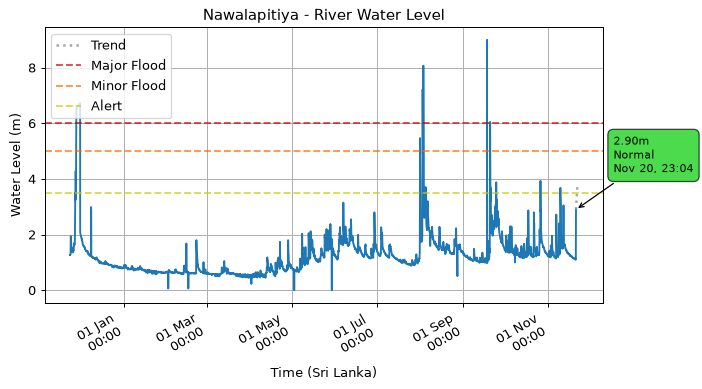 Nawalapitiya - River Water Level
Trend
Major Flood
Minor Flood
Alert
Water Level (m)
8
6
4
2
0
2.90m
Normal
Nov 20, 23:04
01 Jan
00:00
01 Mar
00:00
01 May
00:00
01 Jul
00:00
01 Sep
00:00
01 Nov
00:00
Time (Sri Lanka)